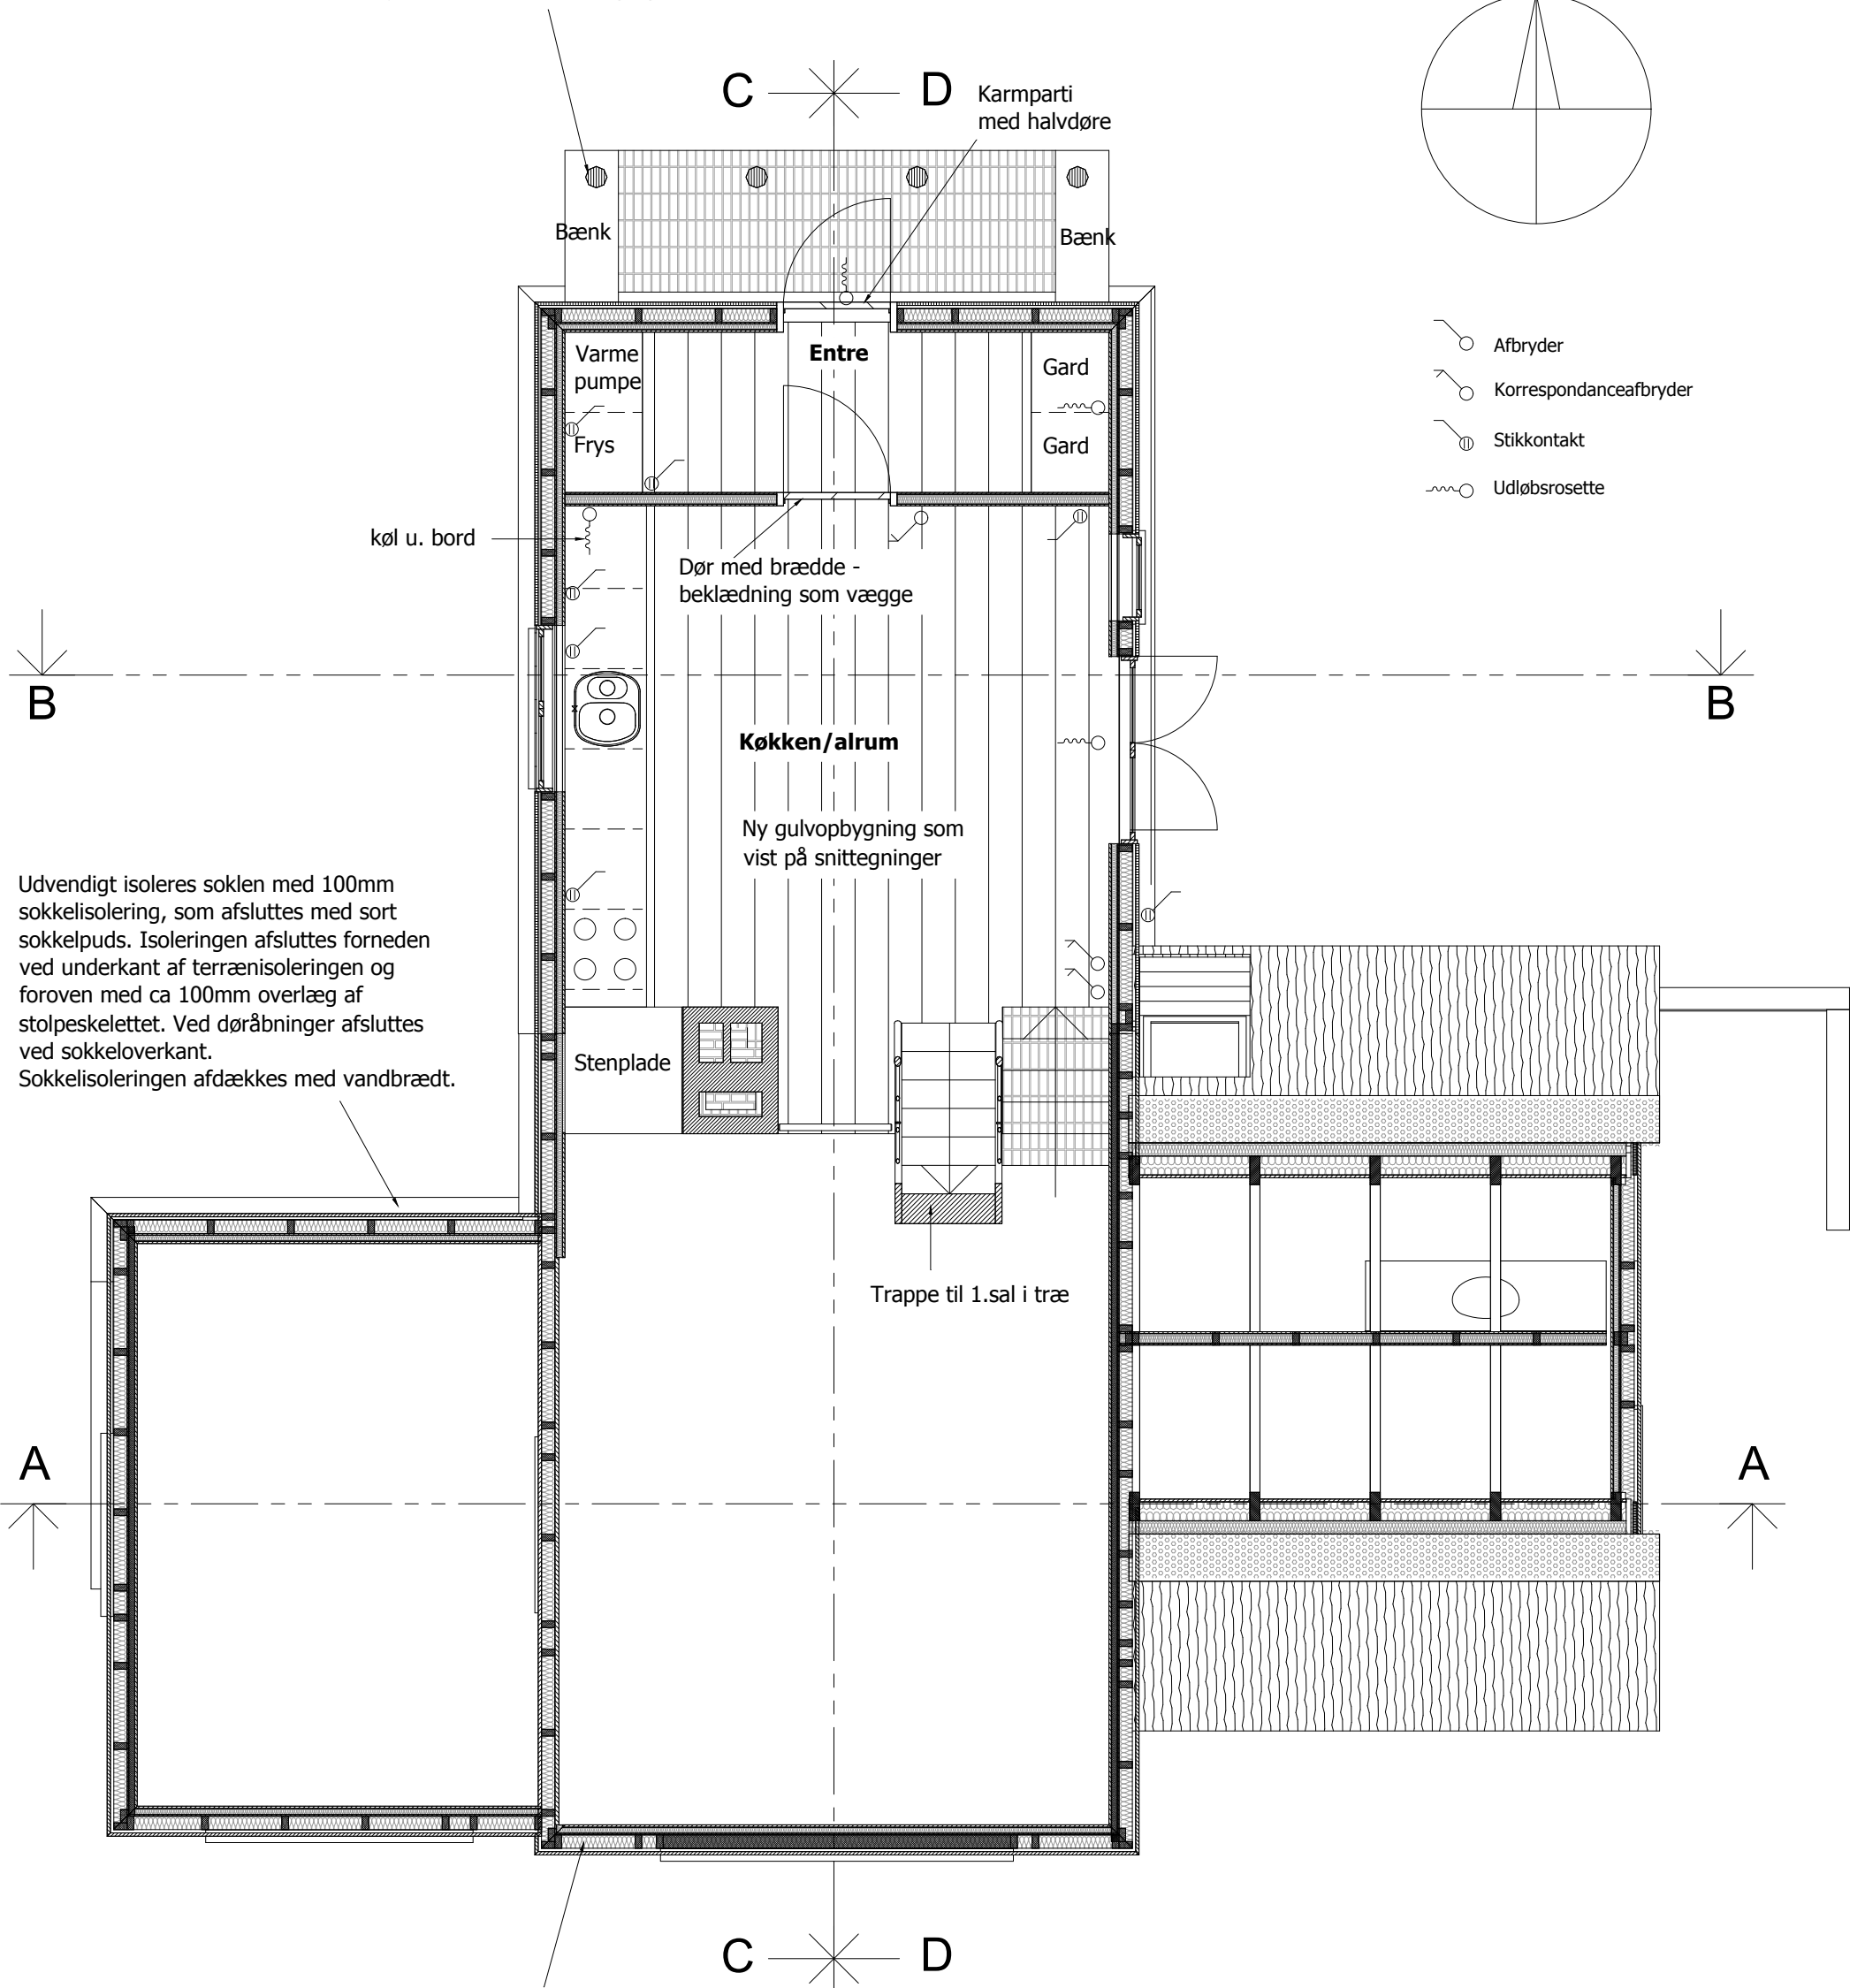 C
D
Karmparti
med halvdøre
Bænk
Bænk
Varme
pumpe
Entre
Gard
Frys
Gard
Afbryder
Korrespondanceafbryder
Stikkontakt
Udløbsrosette
køl u. bord
Dør med brædde -
beklædning som vægge
B
B
Køkken/alrum
Ny gulvopbygning som
vist på snittegninger
Udvendigt isoleres soklen med 100mm
sokkelisolering, som afsluttes med sort
sokkelpuds. Isoleringen afsluttes forneden
ved underkant af terrænisoleringen og
foroven med ca 100mm overlæg af
stolpeskelettet. Ved døråbninger afsluttes
ved sokkeloverkant.
Sokkelisoleringen afdækkes med vandbrædt.
Stenplade
Trappe til 1.sal i træ
A
A
C
D